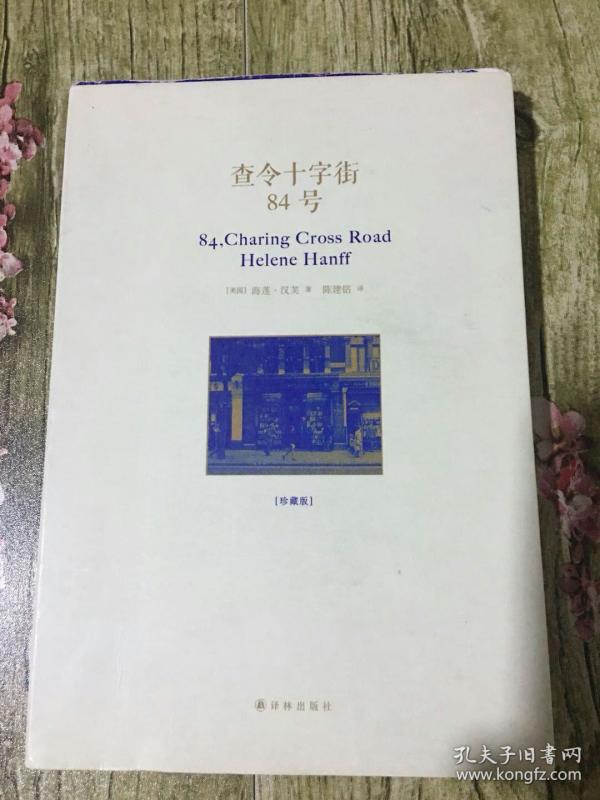 查令十字街
84 号
84, Charing Cross Road
Helene Hanff
[美国] 海莲·汉芙 著 陈建铭 译
[珍藏版]
译林出版社
孔夫子旧书网
www.kongfz.com